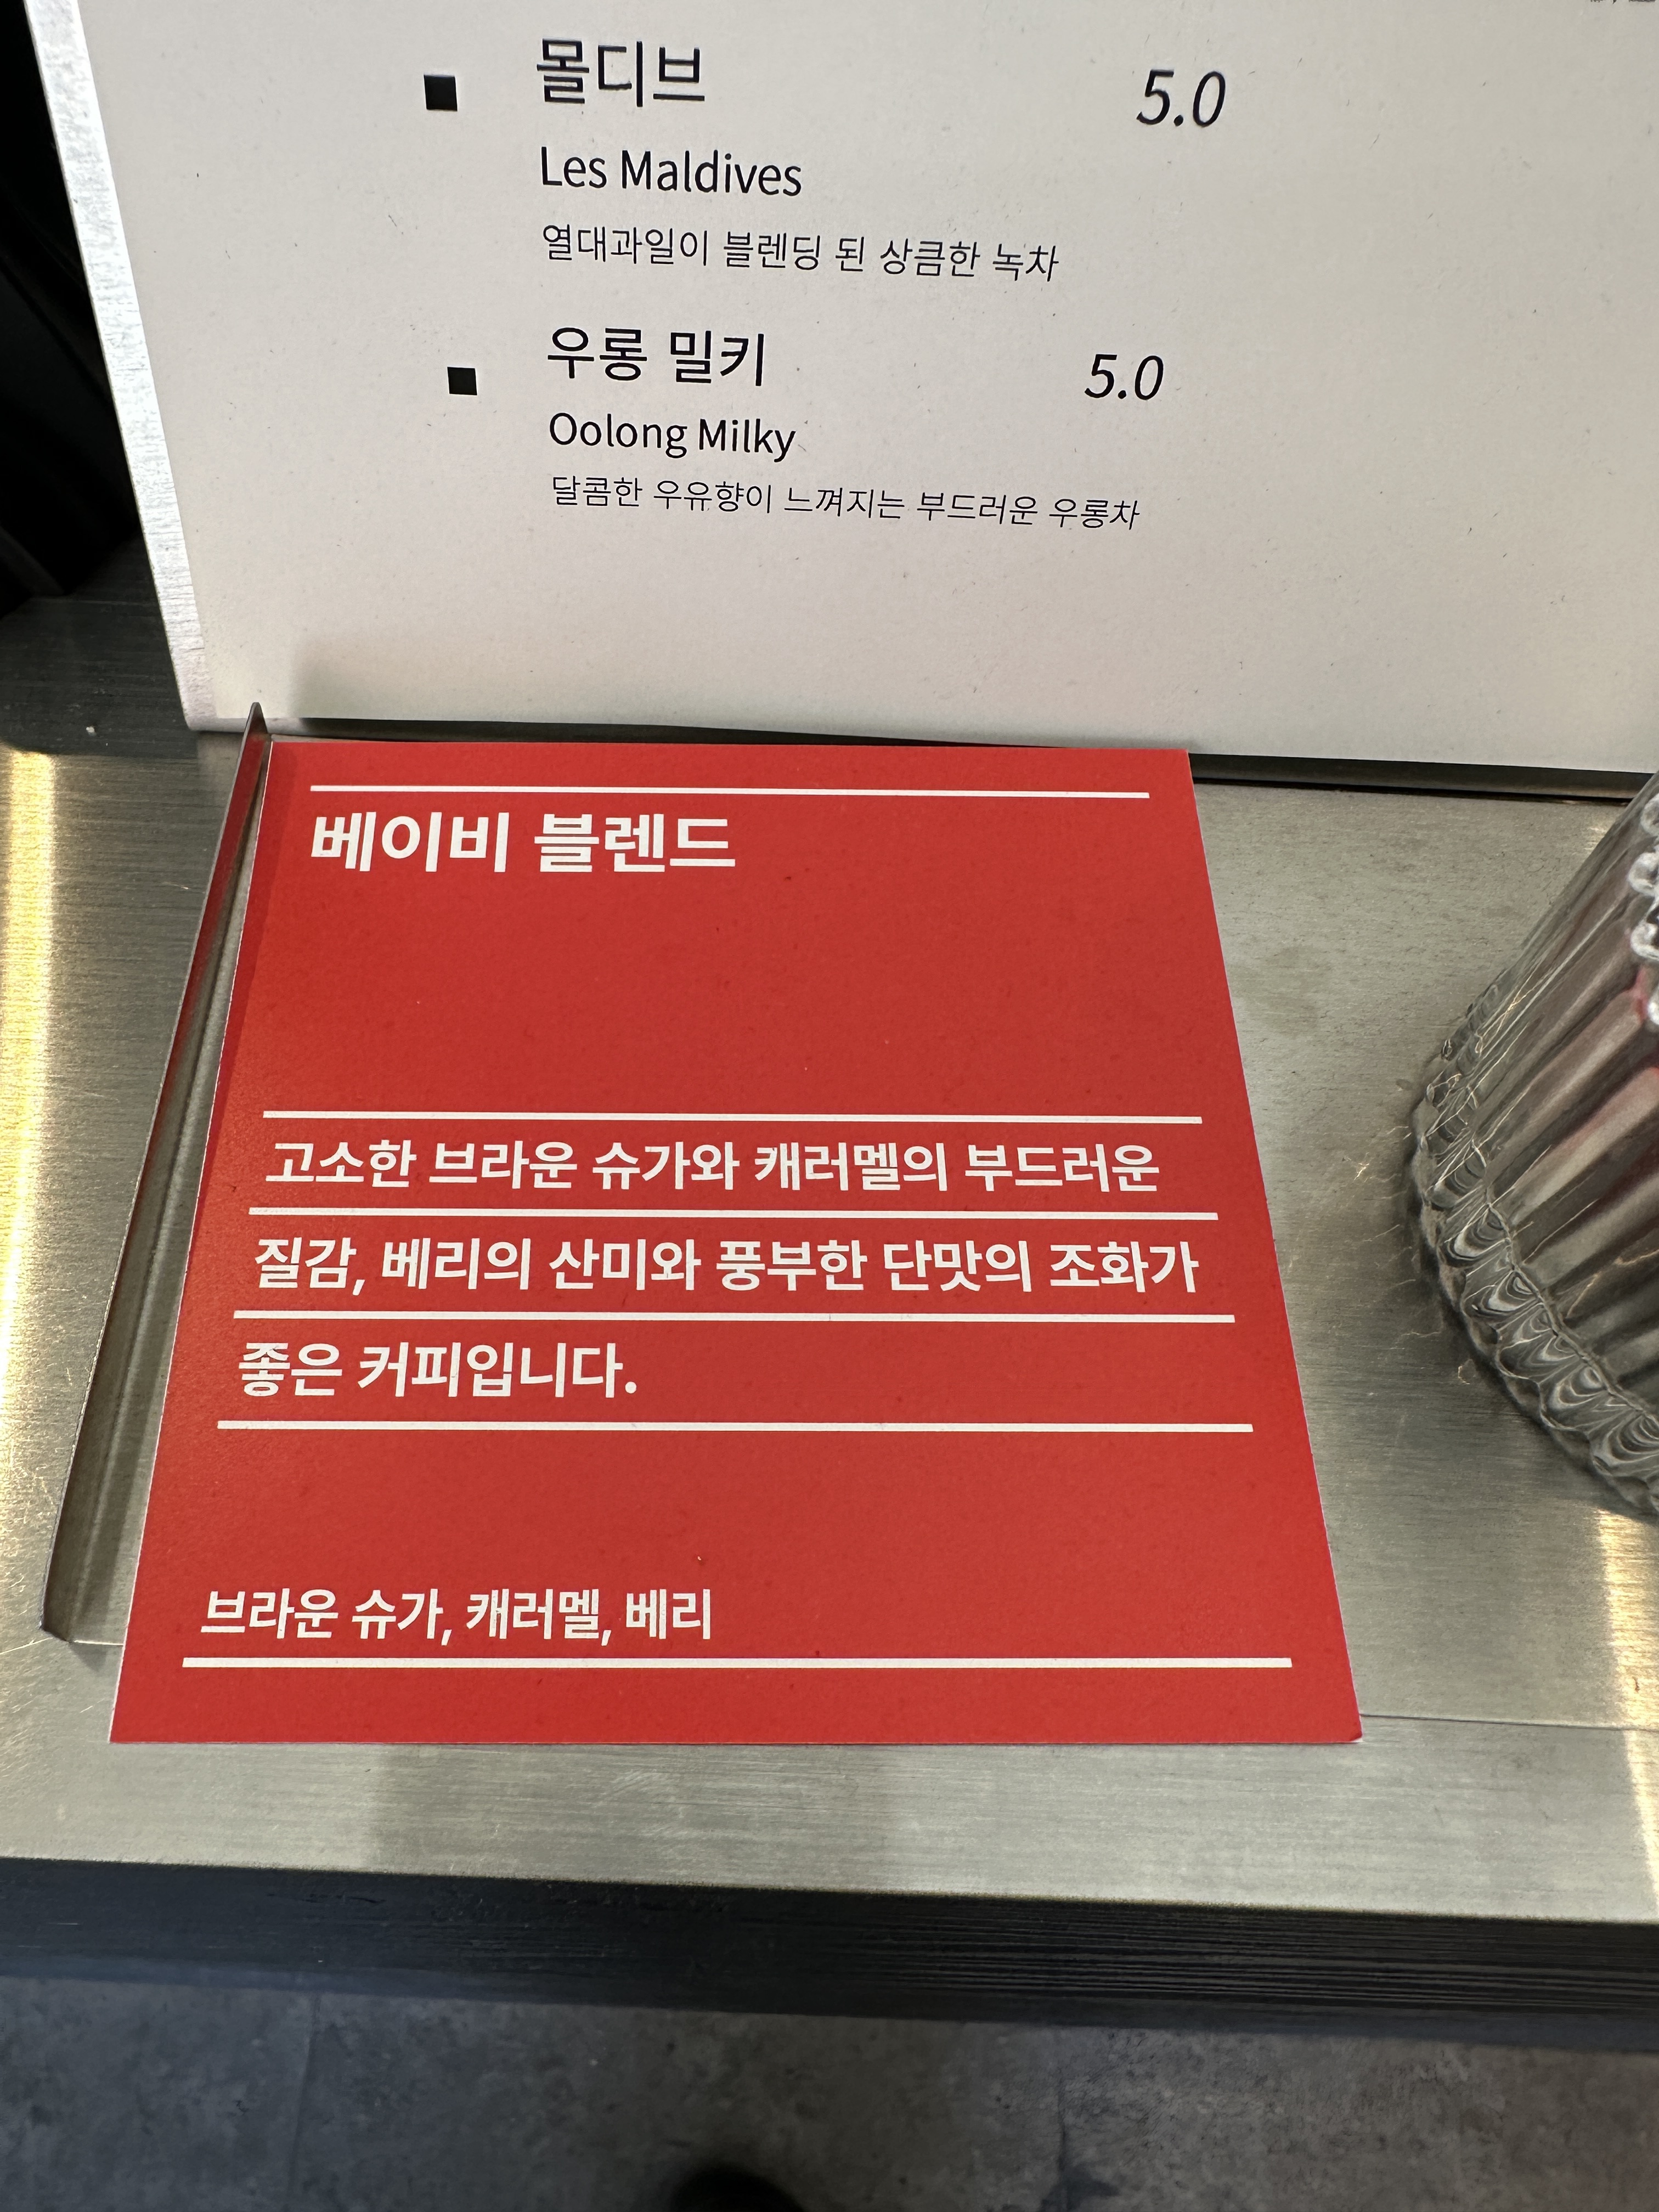 몰디브 5.0
Les Maldives
열대과일이 블렌딩 된 상큼한 녹차
우롱 밀키 5.0
Oolong Milky
달콤한 우유향이 느껴지는 부드러운 우롱차
베이비 블렌드
고소한 브라운 슈가와 캐러멜의 부드러운
질감, 베리의 산미와 풍부한 단맛의 조화가
좋은 커피입니다.
브라운 슈가, 캐러멜, 베리